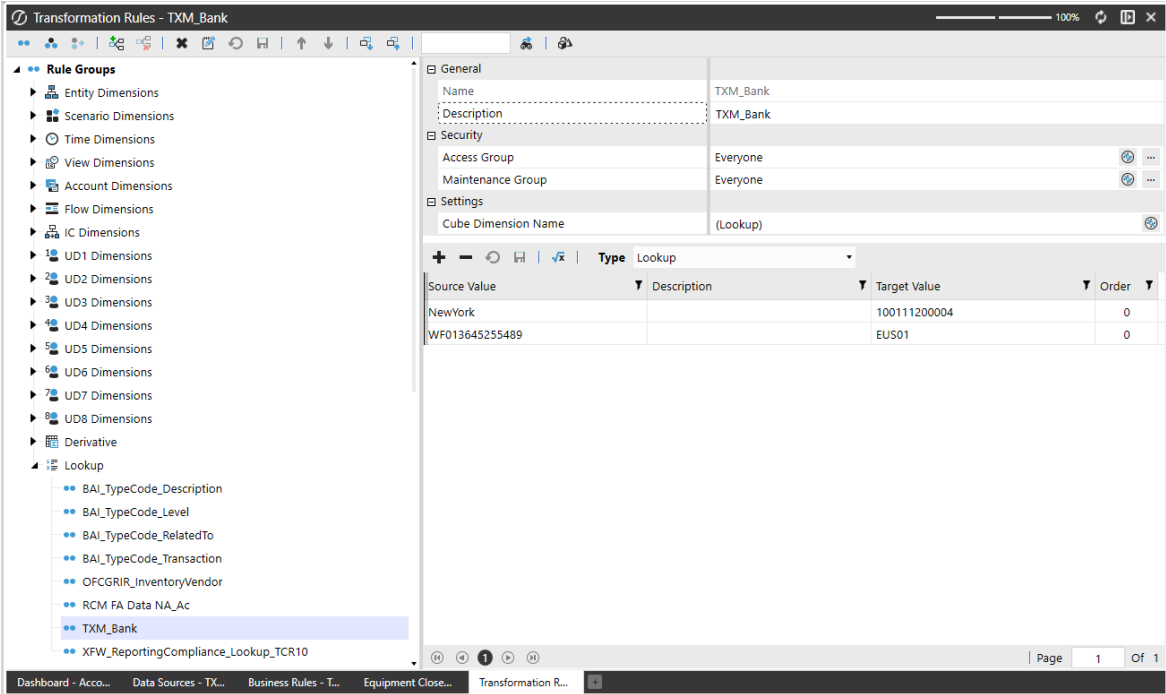 Transformation Rules - TXM_Bank
100%
Rule Groups
Entity Dimensions
Scenario Dimensions
Time Dimensions
View Dimensions
Account Dimensions
Flow Dimensions
IC Dimensions
UD1 Dimensions
UD2 Dimensions
UD3 Dimensions
UD4 Dimensions
UD5 Dimensions
UD6 Dimensions
UD7 Dimensions
UD8 Dimensions
Derivative
Lookup
BAI_TypeCode_Description
BAI_TypeCode_Level
BAI_TypeCode_RelatedTo
BAI_TypeCode_Transaction
OFCGRIR_InventoryVendor
RCM FA Data NA_Ac
TXM_Bank
XFW_ReportingCompliance_Lookup_TCR10
General
Name TXM_Bank
Description TXM_Bank
Security
Access Group Everyone ...
Maintenance Group Everyone ...
Settings
Cube Dimension Name (Lookup)
Type Lookup
Source Value Description Target Value Order
NewYork 100111200004 0
WF013645255489 EUS01 0
1 Page 1 Of 1
Dashboard - Acco... Data Sources - TX... Business Rules - T... Equipment Close... Transformation R...